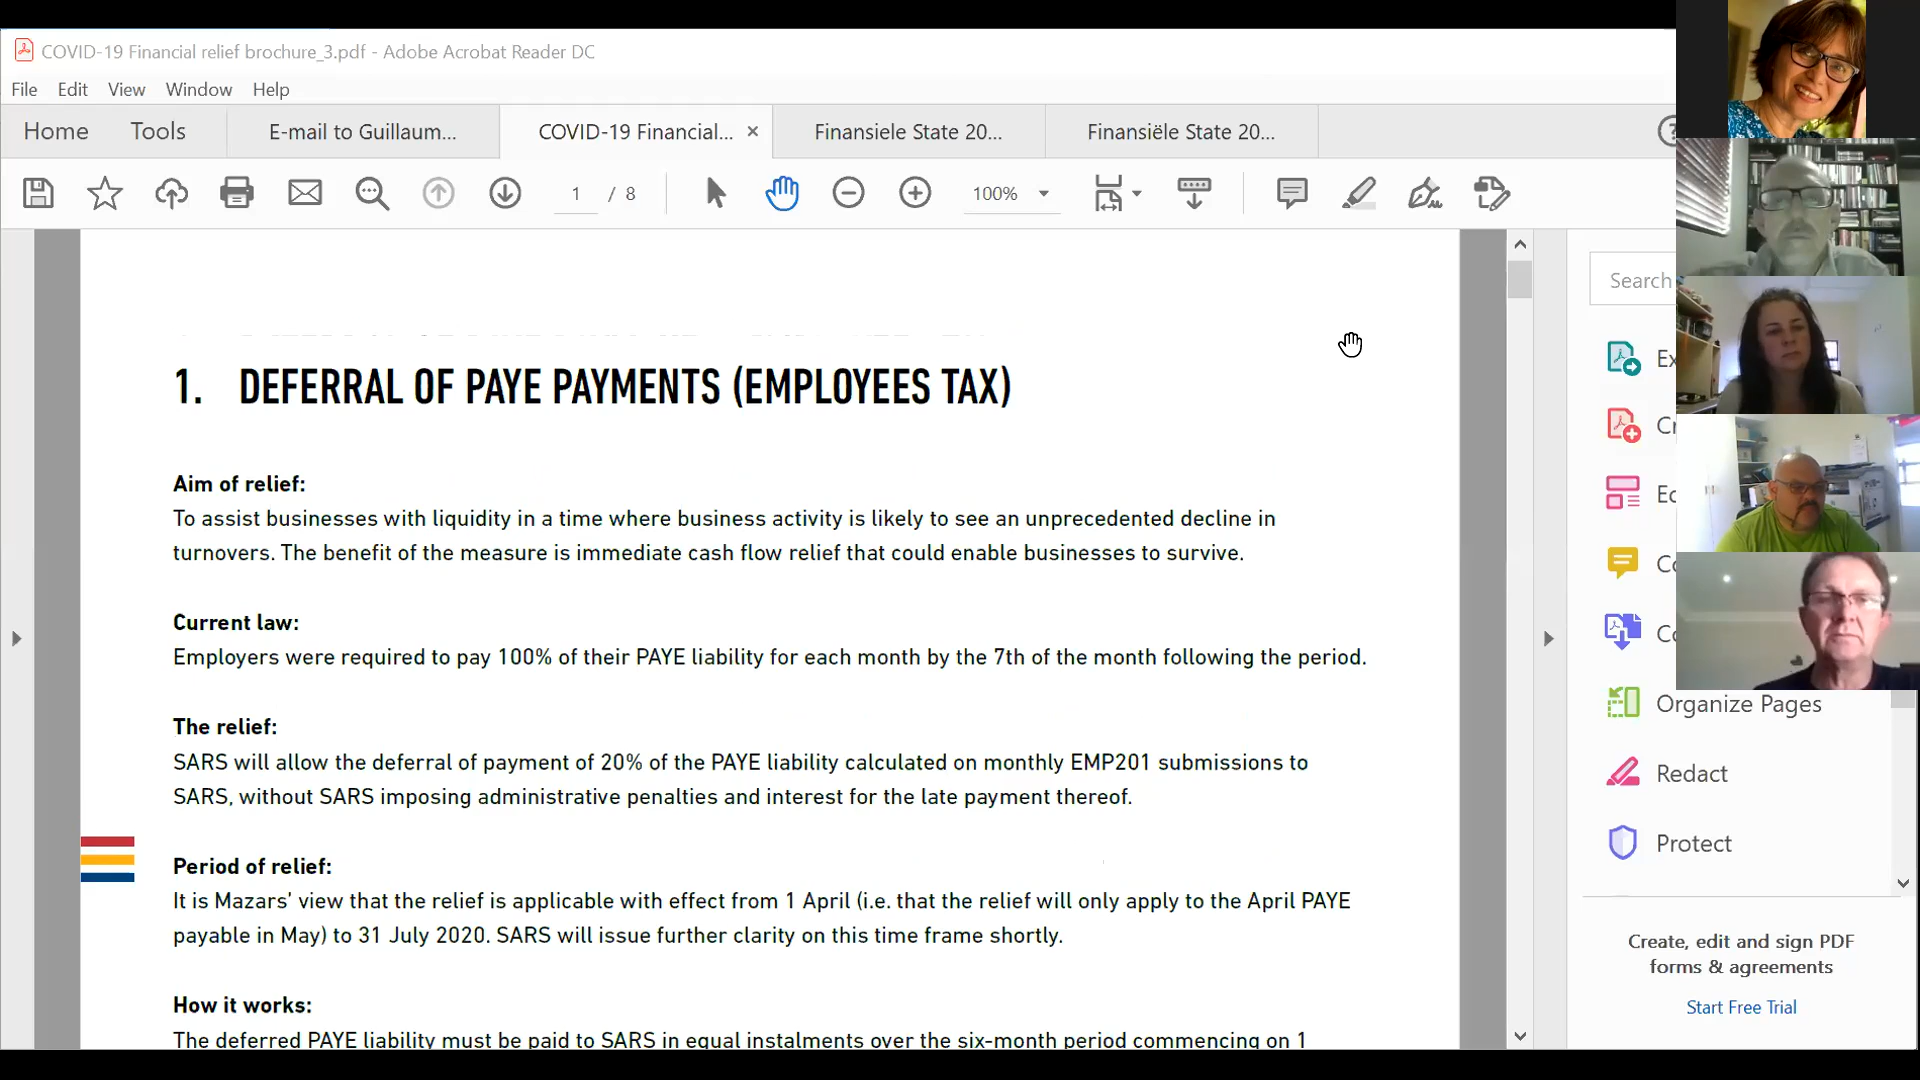 COVID-19 Financial relief brochure_3.pdf - Adobe Acrobat Reader DC
File Edit View Window Help
Home Tools E-mail to Guillaum... COVID-19 Financial... × Finansiele State 20... Finansiële State 20...
1 / 8 100%
Search
1. DEFERRAL OF PAYE PAYMENTS (EMPLOYEES TAX)
Aim of relief:
To assist businesses with liquidity in a time where business activity is likely to see an unprecedented decline in
turnovers. The benefit of the measure is immediate cash flow relief that could enable businesses to survive.
Current law:
Employers were required to pay 100% of their PAYE liability for each month by the 7th of the month following the period.
The relief:
SARS will allow the deferral of payment of 20% of the PAYE liability calculated on monthly EMP201 submissions to
SARS, without SARS imposing administrative penalties and interest for the late payment thereof.
Period of relief:
It is Mazars' view that the relief is applicable with effect from 1 April (i.e. that the relief will only apply to the April PAYE
payable in May) to 31 July 2020. SARS will issue further clarity on this time frame shortly.
How it works:
The deferred PAYE liability must be paid to SARS in equal instalments over the six-month period commencing on 1
Organize Pages
Redact
Protect
Create, edit and sign PDF
forms & agreements
Start Free Trial